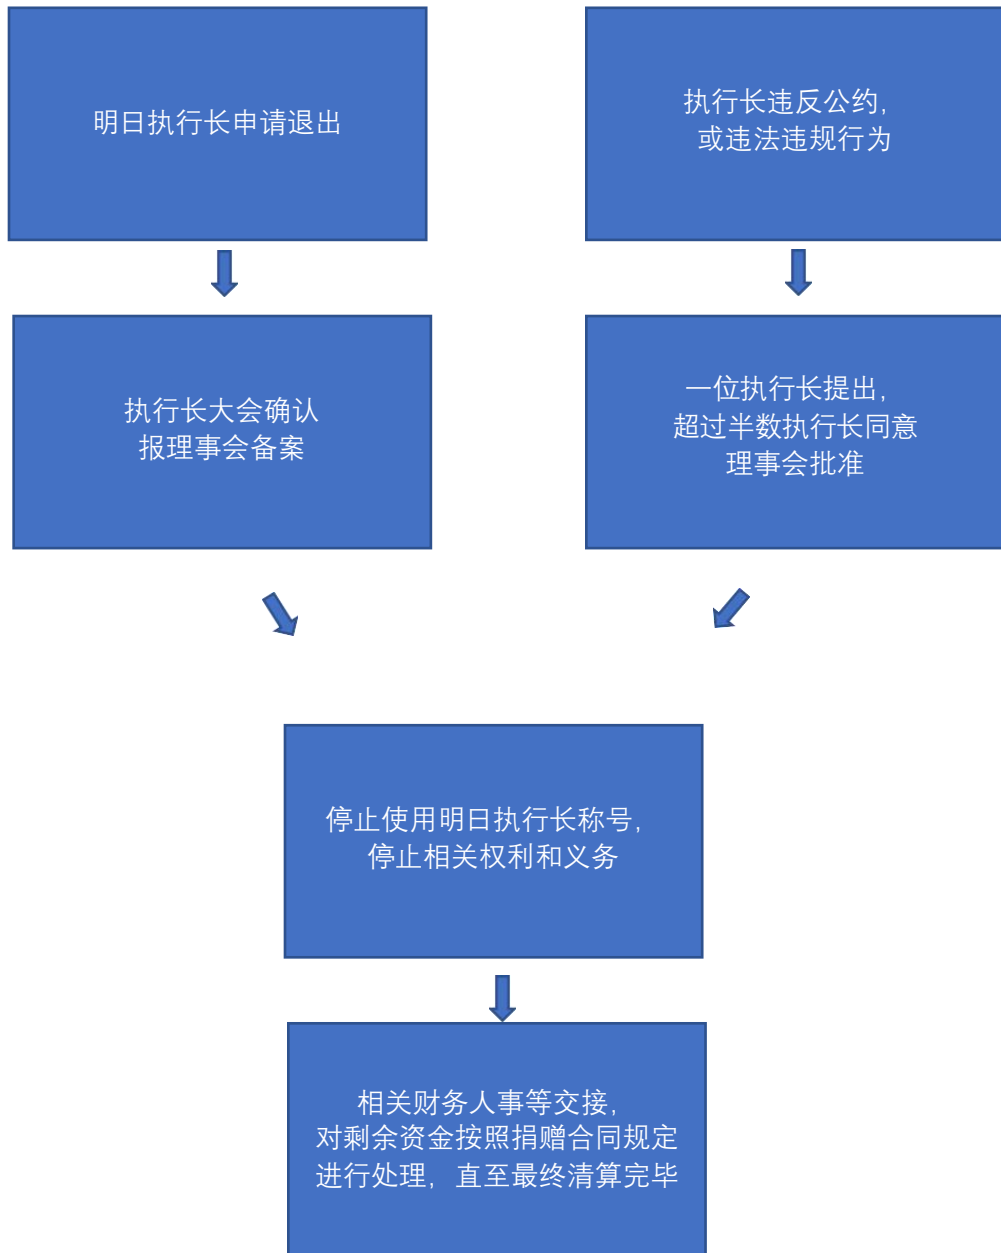 明日执行长申请退出
执行长违反公约,
或违法违规行为
执行长大会确认
报理事会备案
一位执行长提出,
超过半数执行长同意
理事会批准
停止使用明日执行长称号,
停止相关权利和义务
相关财务人事等交接,
对剩余资金按照捐赠合同规定
进行处理, 直至最终清算完毕